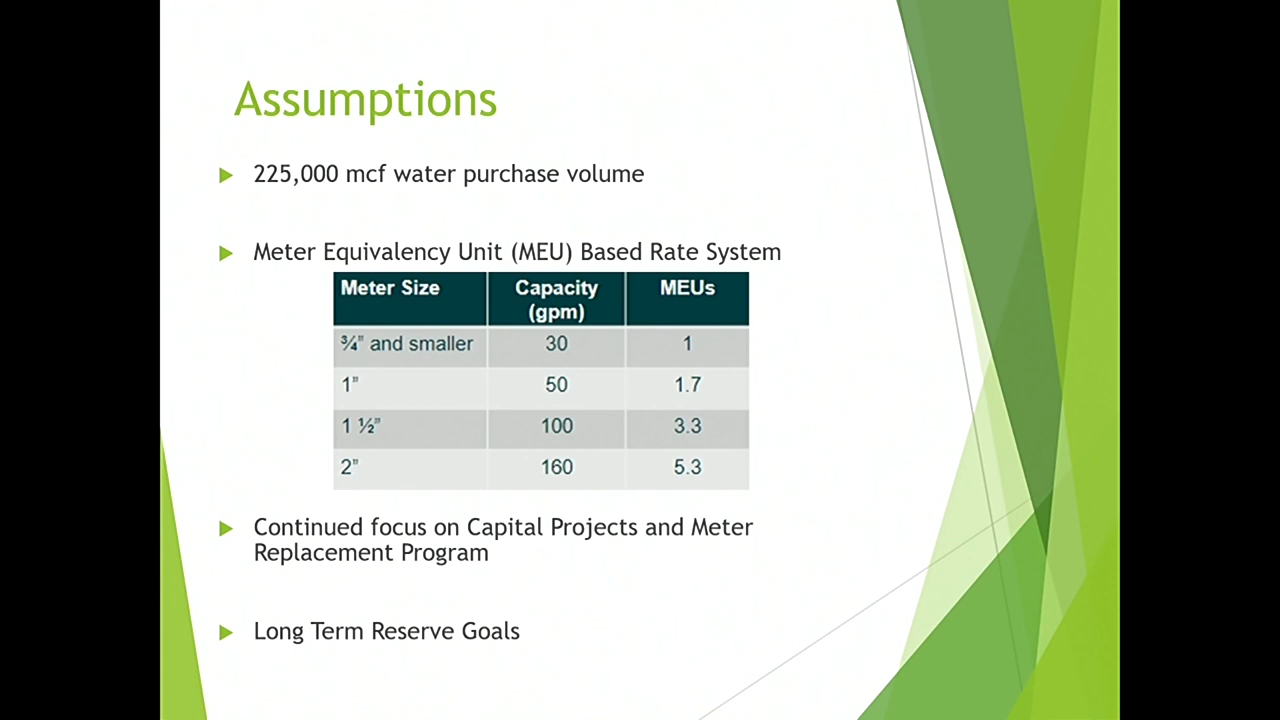 Assumptions
225,000 mcf water purchase volume
Meter Equivalency Unit (MEU) Based Rate System
Meter Size Capacity (gpm) MEUs
¾” and smaller 30 1
1” 50 1.7
1 ½” 100 3.3
2” 160 5.3
Continued focus on Capital Projects and Meter
Replacement Program
Long Term Reserve Goals